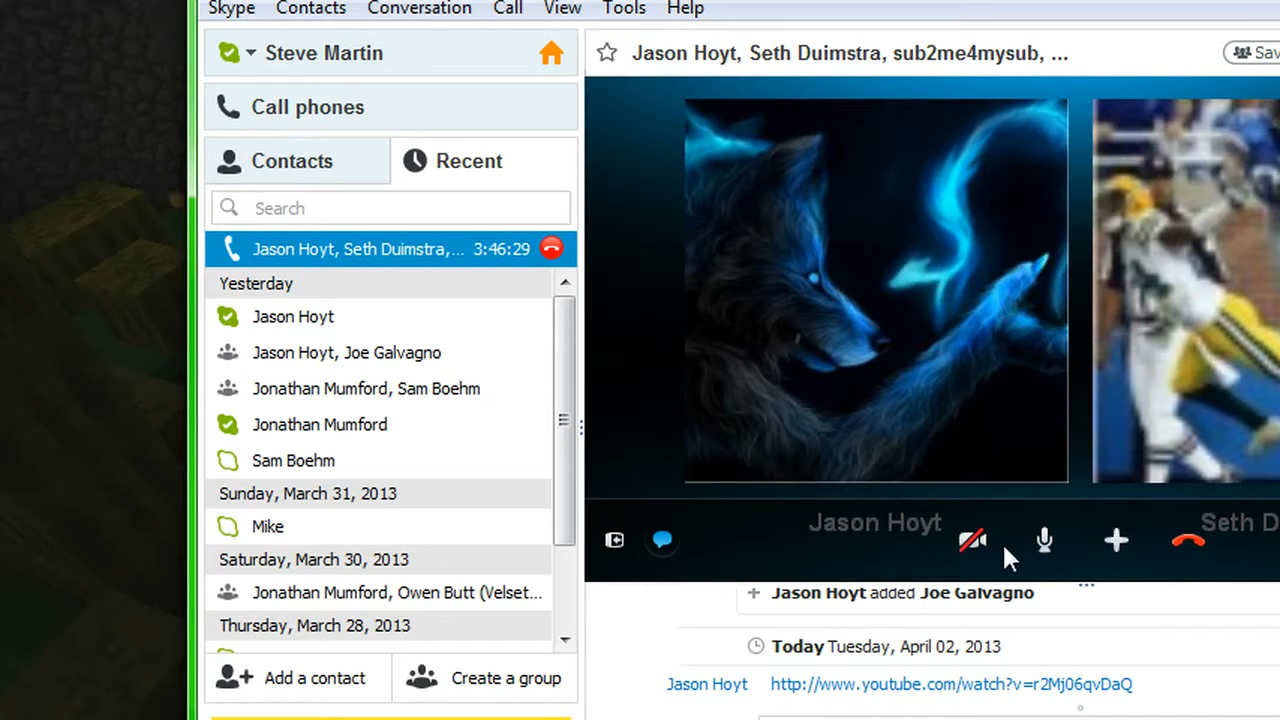 Skype Contacts Conversation Call View Tools Help
Steve Martin
Call phones
Contacts Recent
Search
Jason Hoyt, Seth Duimstra,... 3:46:29
Yesterday
Jason Hoyt
Jason Hoyt, Joe Galvagno
Jonathan Mumford, Sam Boehm
Jonathan Mumford
Sam Boehm
Sunday, March 31, 2013
Mike
Saturday, March 30, 2013
Jonathan Mumford, Owen Butt (Velset...
Thursday, March 28, 2013
Add a contact Create a group
Jason Hoyt, Seth Duimstra, sub2me4mysub, ...
Sav
Jason Hoyt Seth D
Jason Hoyt added Joe Galvagno
Today Tuesday, April 02, 2013
Jason Hoyt http://www.youtube.com/watch?v=r2Mj06qvDaQ